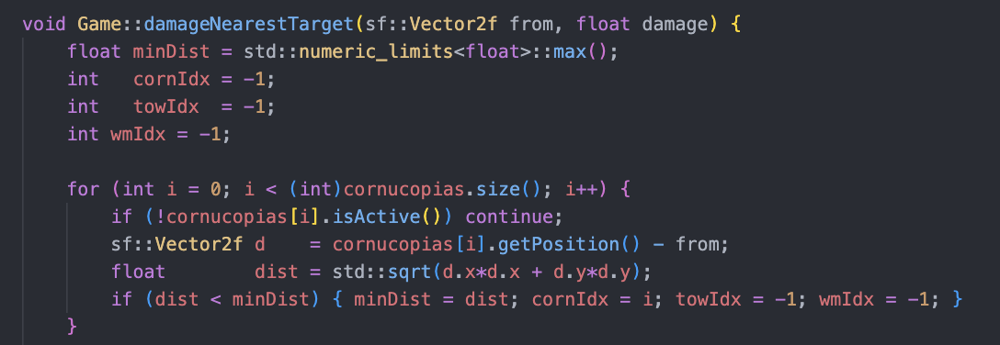 void Game::damageNearestTarget(sf::Vector2f from, float damage) {
    float minDist = std::numeric_limits<float>::max();
    int   cornIdx = -1;
    int   towIdx  = -1;
    int wmIdx = -1;

    for (int i = 0; i < (int)cornucopias.size(); i++) {
        if (!cornucopias[i].isActive()) continue;
        sf::Vector2f d    = cornucopias[i].getPosition() - from;
        float        dist = std::sqrt(d.x*d.x + d.y*d.y);
        if (dist < minDist) { minDist = dist; cornIdx = i; towIdx = -1; wmIdx = -1; }
    }